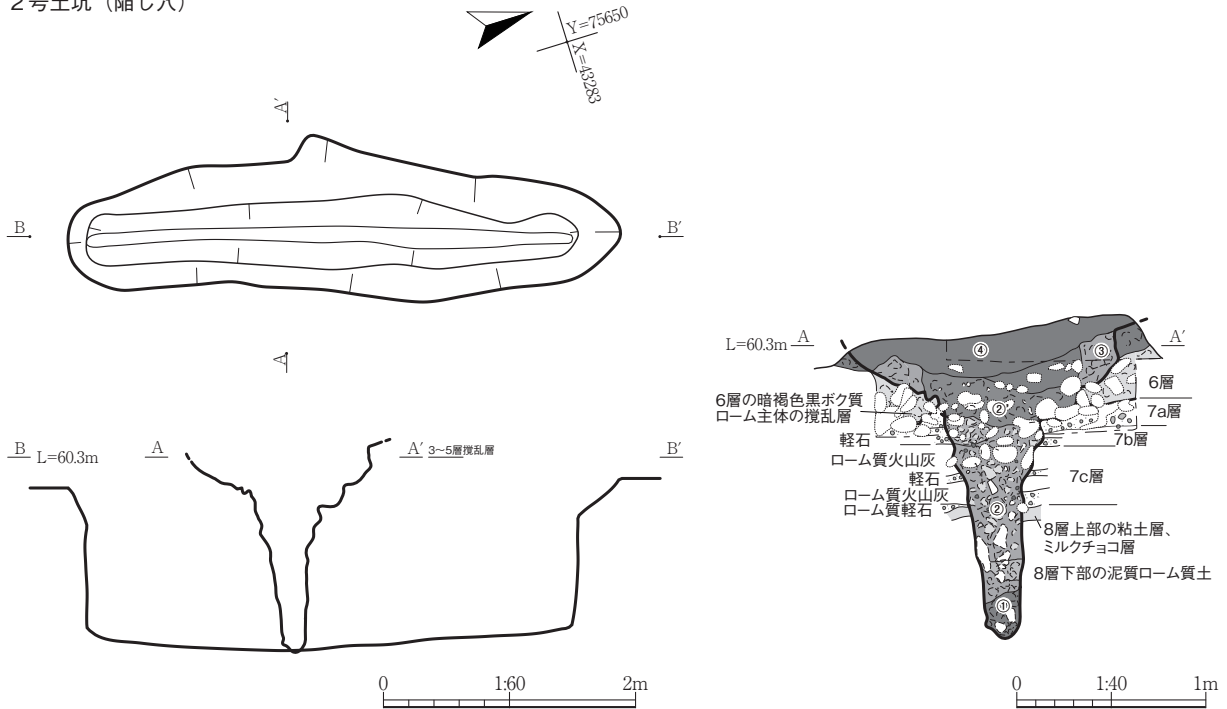 2号土坑（陥し穴）
Y=75650
X=43283
A′
B
B′
A
B
L=60.3m
A
A′
3～5層撹乱層
B′
0
1:60
2m
L=60.3m
A
A′
④
③
②
②
①
6層の暗褐色黒ボク質
ローム主体の撹乱層
軽石
ローム質火山灰
軽石
ローム質火山灰
ローム質軽石
6層
7a層
7b層
7c層
8層上部の粘土層、
ミルクチョコ層
8層下部の泥質ローム質土
0
1:40
1m